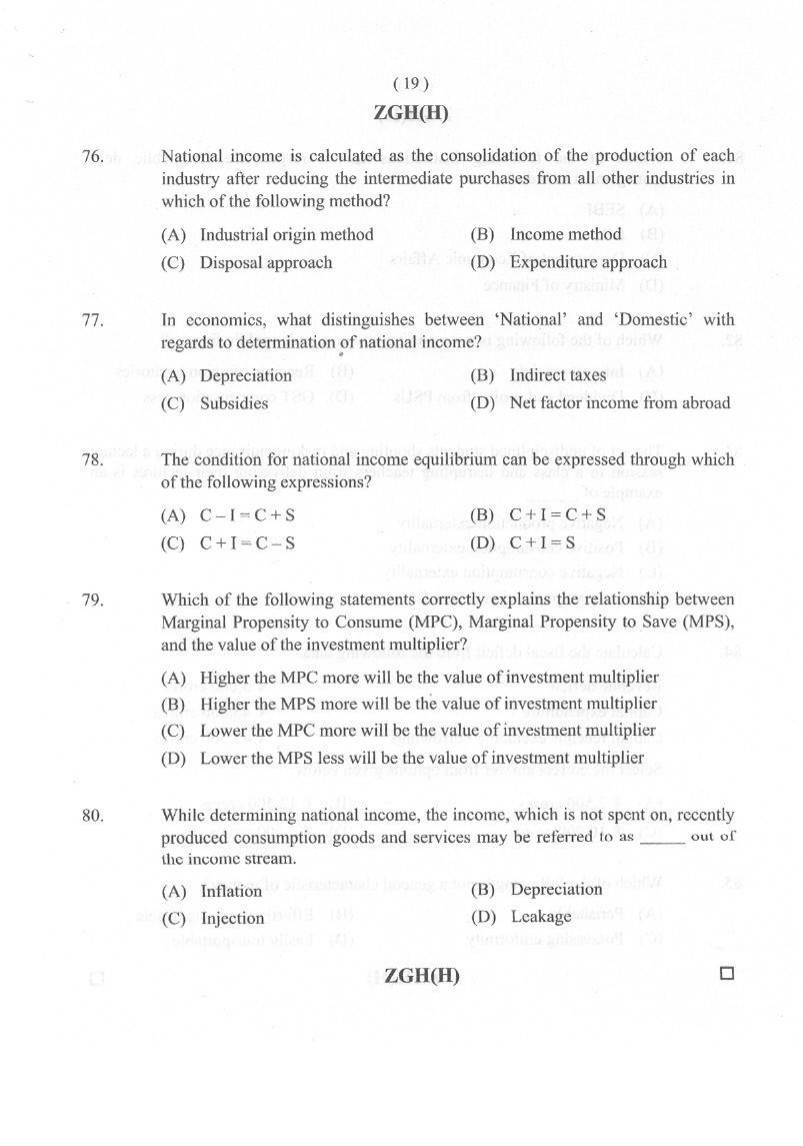 ( 19 )
ZGH(H)
76. National income is calculated as the consolidation of the production of each
industry after reducing the intermediate purchases from all other industries in
which of the following method?
(A) Industrial origin method (B) Income method
(C) Disposal approach (D) Expenditure approach
77. In economics, what distinguishes between ‘National’ and ‘Domestic’ with
regards to determination of national income?
(A) Depreciation (B) Indirect taxes
(C) Subsidies (D) Net factor income from abroad
78. The condition for national income equilibrium can be expressed through which
of the following expressions?
(A) C – I = C + S (B) C + I = C + S
(C) C + I = C – S (D) C + I = S
79. Which of the following statements correctly explains the relationship between
Marginal Propensity to Consume (MPC), Marginal Propensity to Save (MPS),
and the value of the investment multiplier?
(A) Higher the MPC more will be the value of investment multiplier
(B) Higher the MPS more will be the value of investment multiplier
(C) Lower the MPC more will be the value of investment multiplier
(D) Lower the MPS less will be the value of investment multiplier
80. While determining national income, the income, which is not spent on, recently
produced consumption goods and services may be referred to as _____ out of
the income stream.
(A) Inflation (B) Depreciation
(C) Injection (D) Leakage
ZGH(H)